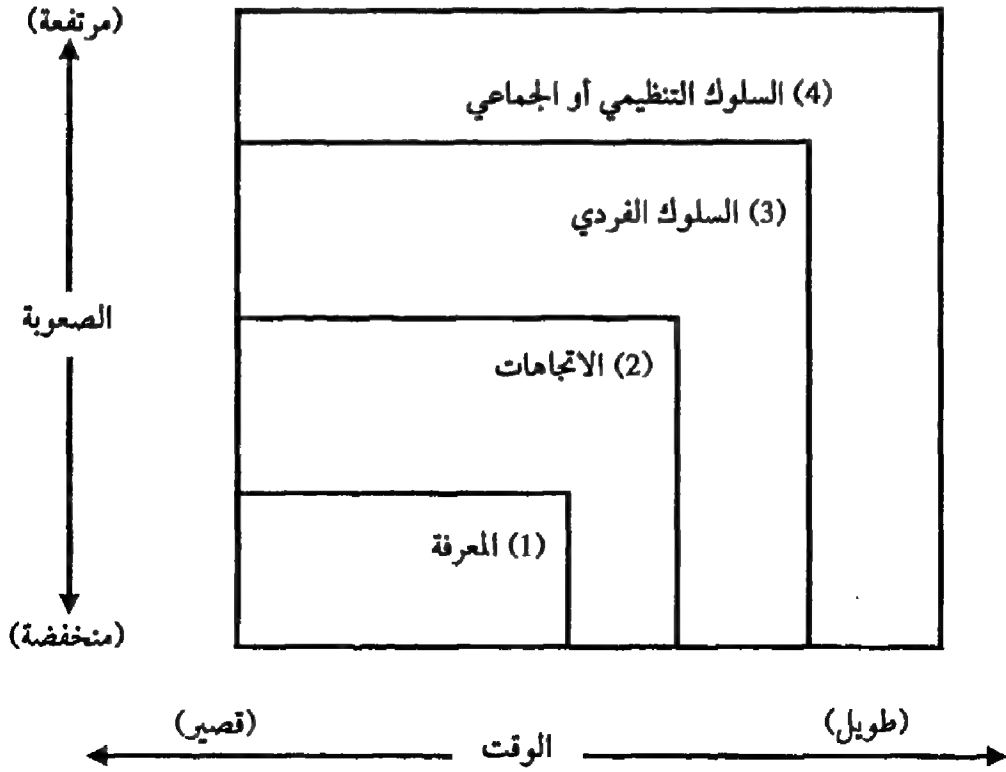 (مرتفعة)
(4) السلوك التنظيمي أو الجماعي
(3) السلوك الفردي
الصعوبة
(2) الاتجاهات
(1) المعرفة
(منخفضة)
(طويل)
(قصير)
الوقت